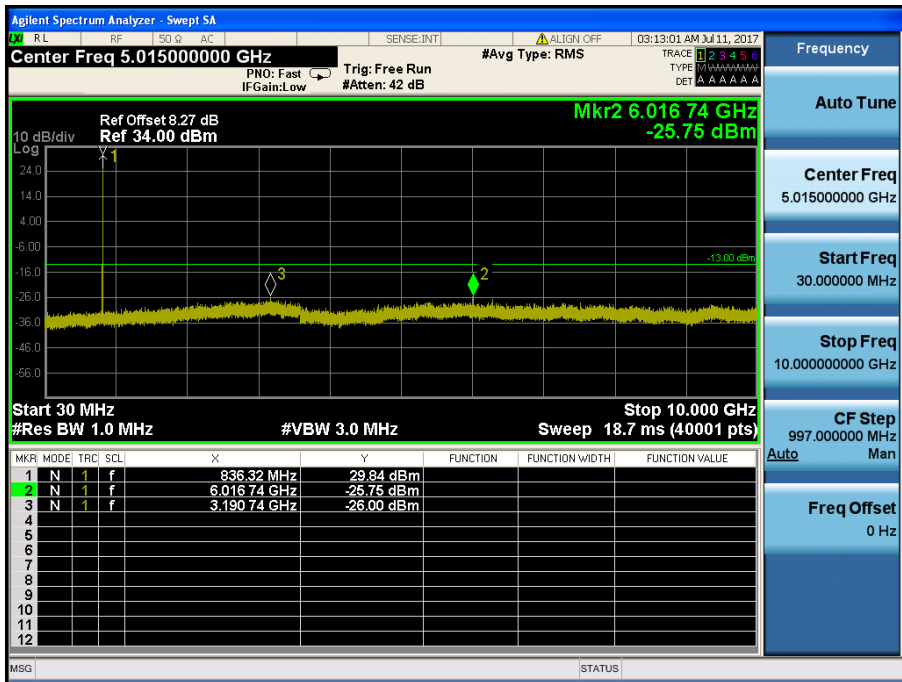 Agilent Spectrum Analyzer - Swept SA
LXI RL RF 50 Ω AC SENSE:INT ALIGN OFF 03:13:01 AM Jul 11, 2017
Center Freq 5.015000000 GHz
PNO: Fast
IFGain:Low
Trig: Free Run
#Atten: 42 dB
#Avg Type: RMS
TRACE 1 2 3 4 5 6
TYPE MWWWWW
DET A A A A A A
Mkr2 6.016 74 GHz
-25.75 dBm
Ref Offset 8.27 dB
10 dB/div Ref 34.00 dBm
Log
1
24.0
14.0
4.00
-6.00
-13.00 dBm
-16.0
3
2
-26.0
-36.0
-46.0
-56.0
Start 30 MHz Stop 10.000 GHz
#Res BW 1.0 MHz #VBW 3.0 MHz Sweep 18.7 ms (40001 pts)
MKR MODE TRC SCL X Y FUNCTION FUNCTION WIDTH FUNCTION VALUE
1 N 1 f 836.32 MHz 29.84 dBm
2 N 1 f 6.016 74 GHz -25.75 dBm
3 N 1 f 3.190 74 GHz -26.00 dBm
4
5
6
7
8
9
10
11
12
MSG STATUS
Frequency
Auto Tune
Center Freq
5.015000000 GHz
Start Freq
30.000000 MHz
Stop Freq
10.000000000 GHz
CF Step
997.000000 MHz
Auto Man
Freq Offset
0 Hz